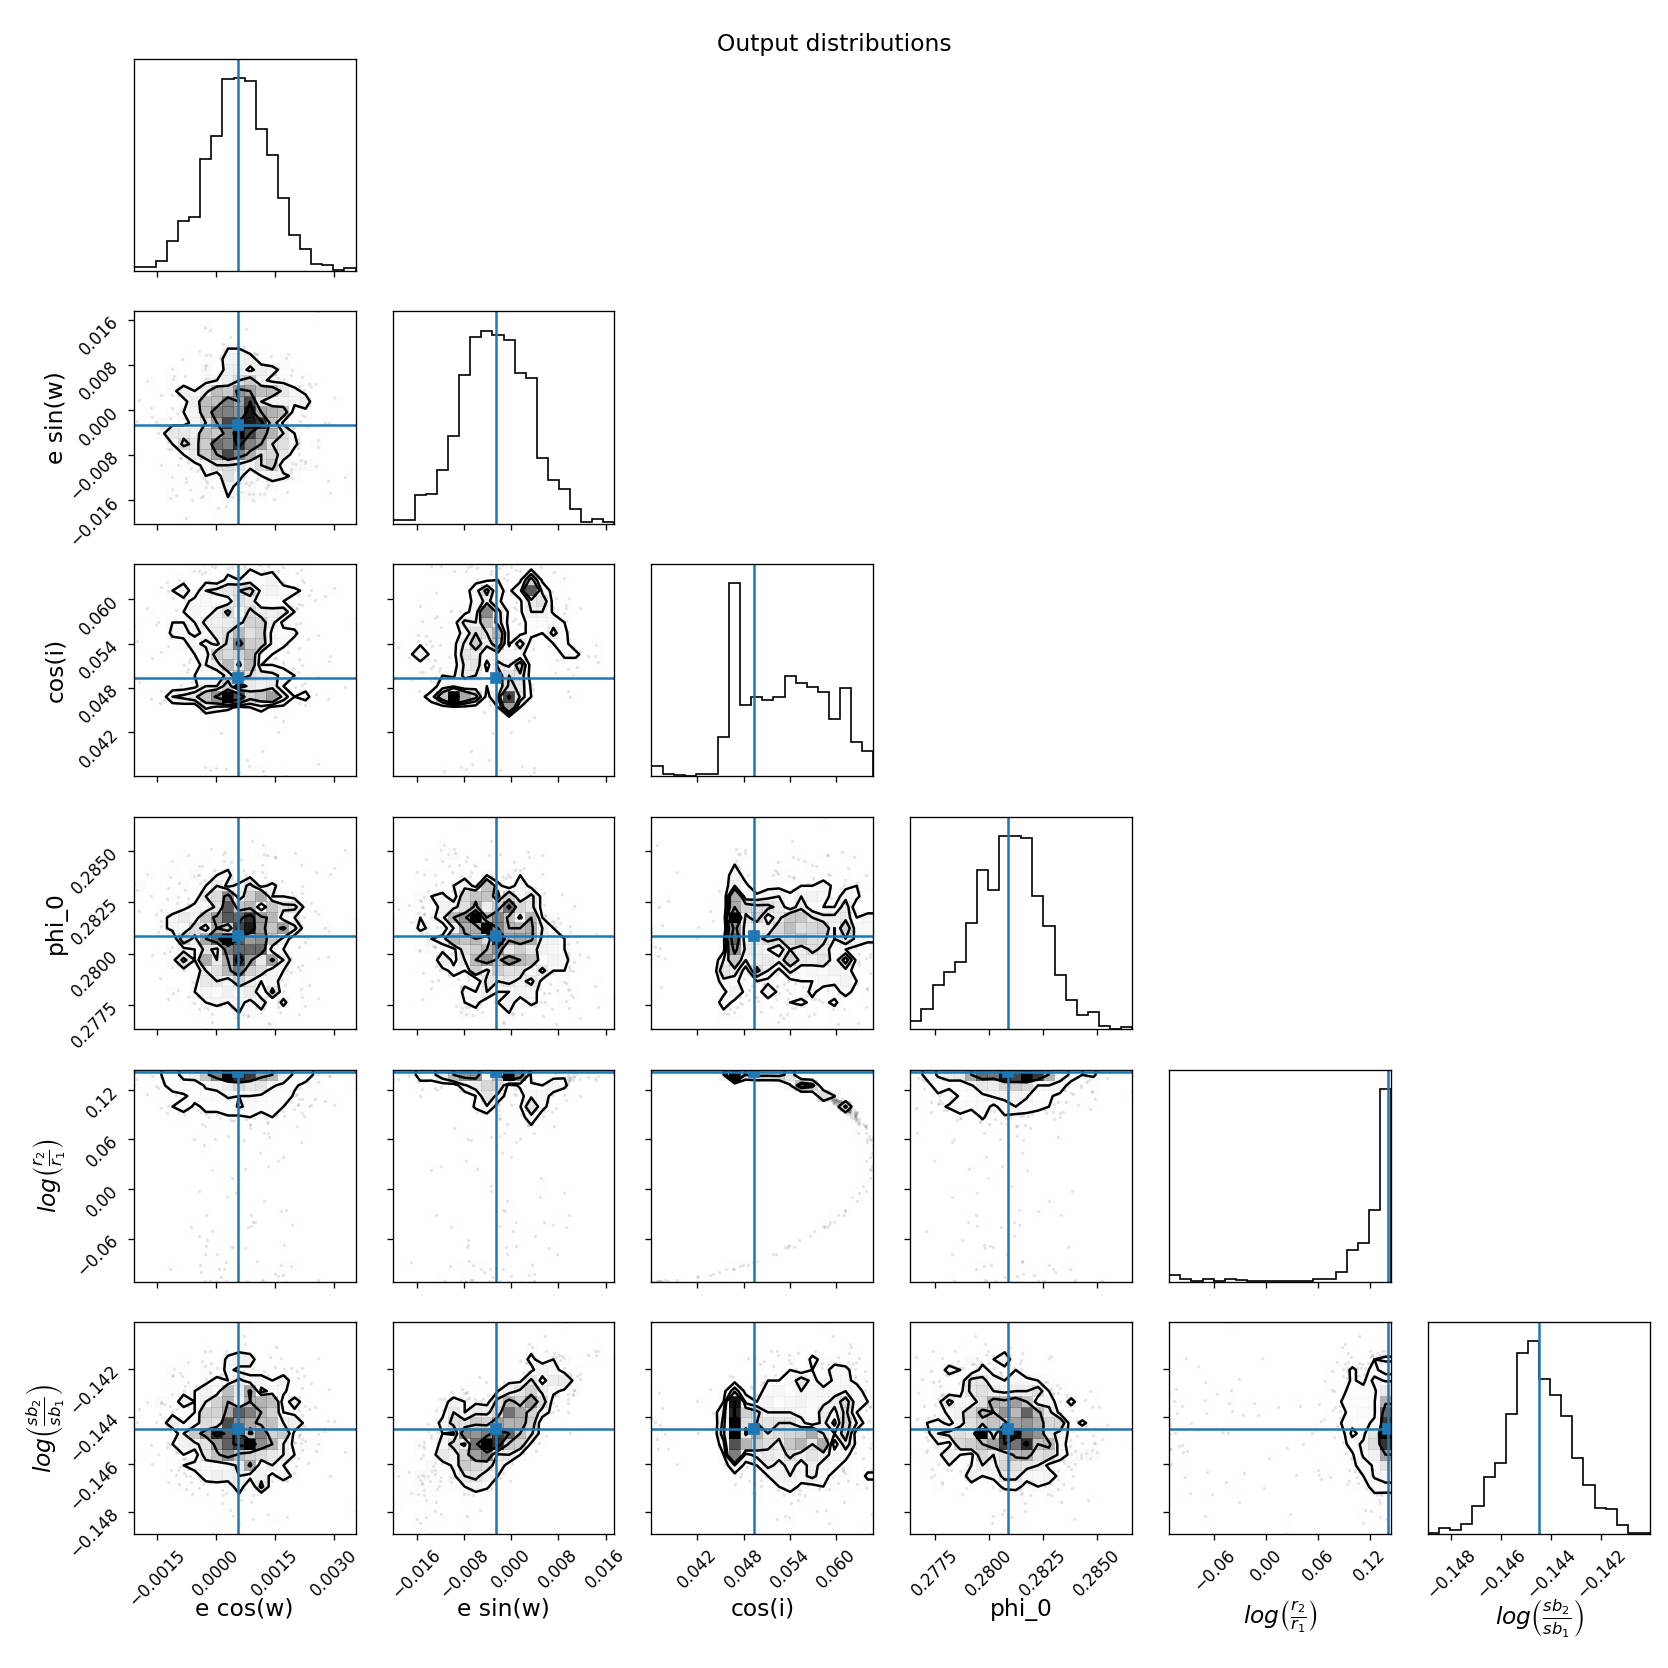 Output distributions
0.016
0.008
0.000
−0.008
−0.016
e sin(w)
0.060
0.054
0.048
0.042
cos(i)
0.2850
0.2825
0.2800
0.2775
phi_0
0.12
0.06
0.00
−0.06
log(r₂/r₁)
−0.142
−0.144
−0.146
−0.148
log(sb₂/sb₁)
−0.0015 0.0000 0.0015 0.0030
e cos(w)
−0.016 −0.008 0.000 0.008 0.016
e sin(w)
0.042 0.048 0.054 0.060
cos(i)
0.2775 0.2800 0.2825 0.2850
phi_0
−0.06 0.00 0.06 0.12
log(r₂/r₁)
−0.148 −0.146 −0.144 −0.142
log(sb₂/sb₁)